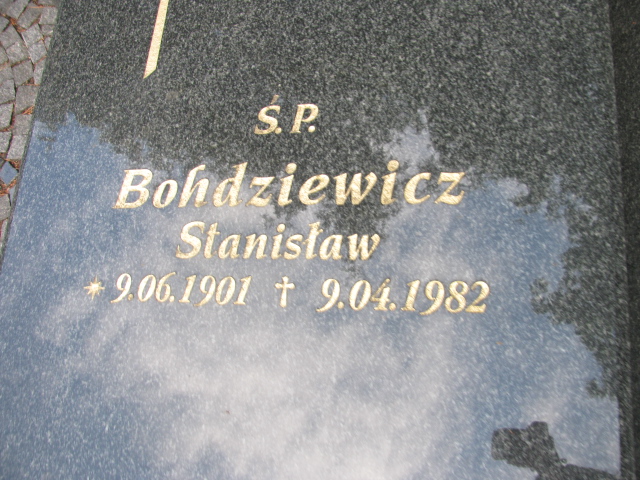 Ś.P.
Bohdziewicz
Stanisław
* 9.06.1901 † 9.04.1982